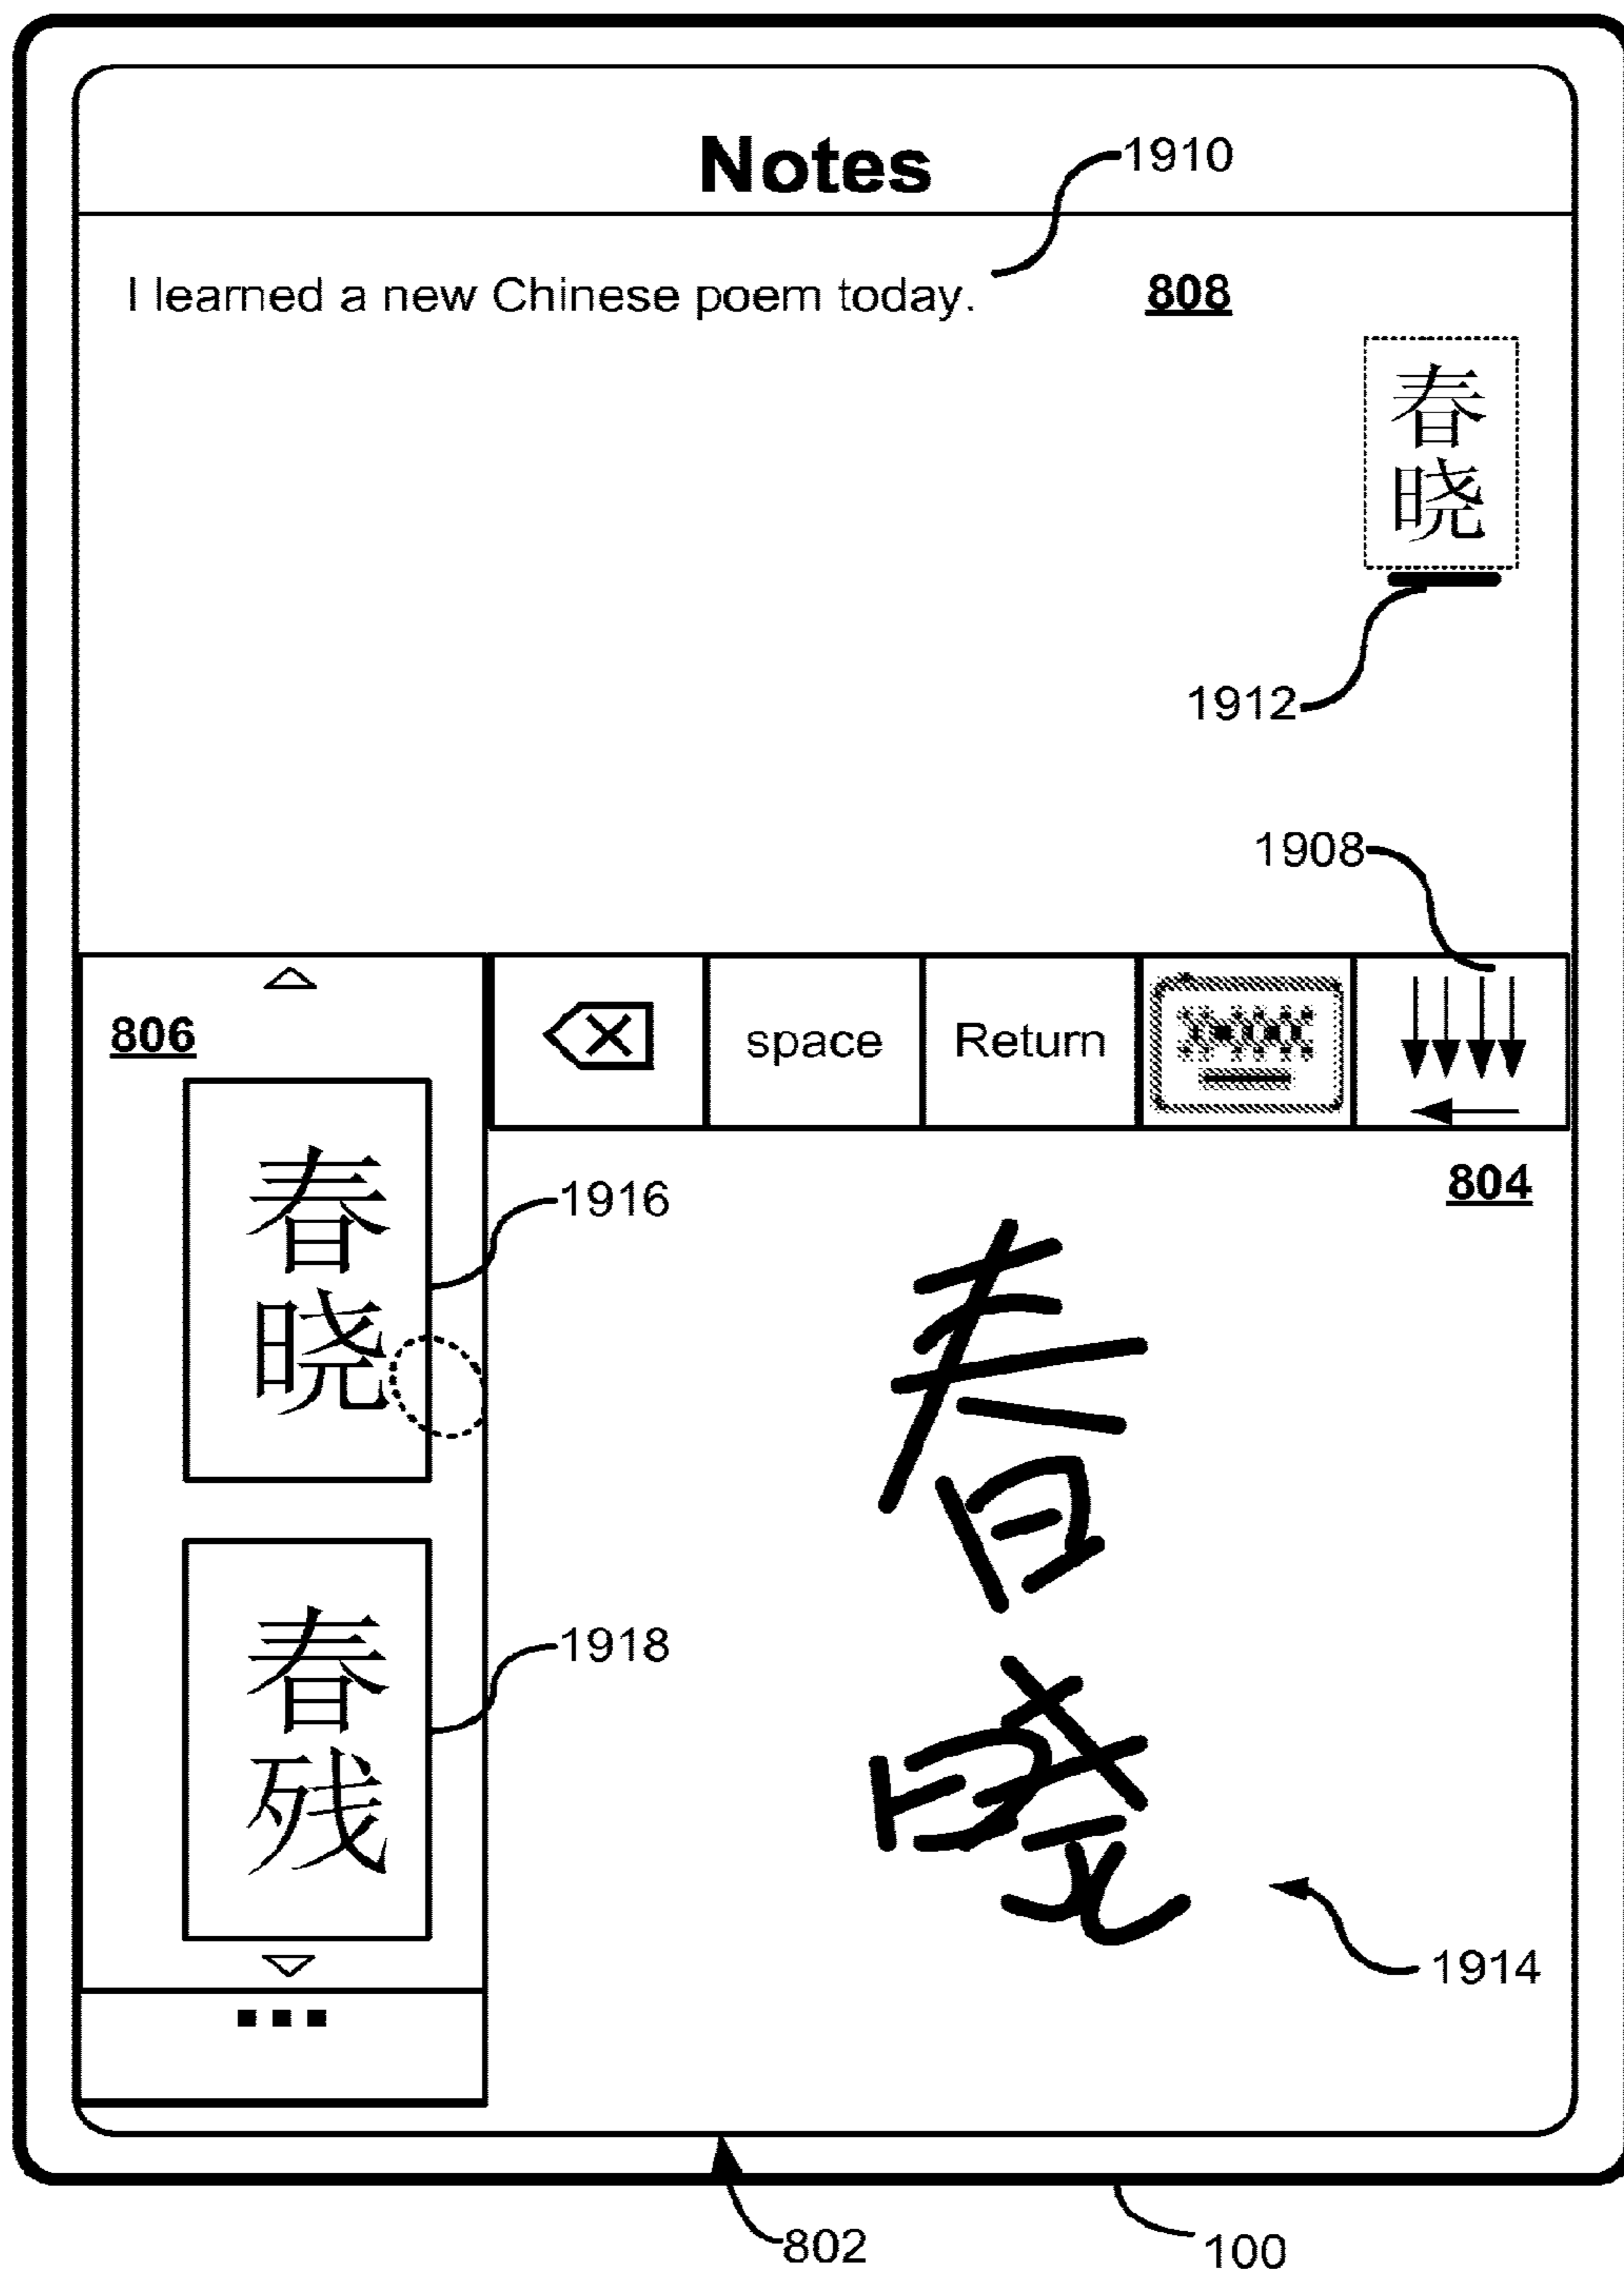 Notes
1910
I learned a new Chinese poem today.
808
春
晓
1912
1908
806
space
Return
804
春
晓
1916
春
晓
春
残
1918
1914
802
100